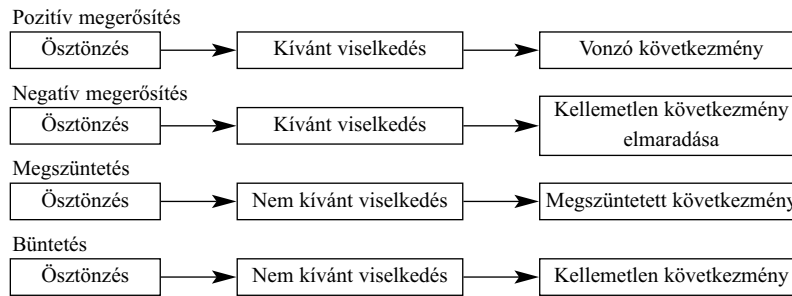 Pozitív megerősítés
Ösztönzés Kívánt viselkedés Vonzó következmény
Negatív megerősítés
Ösztönzés Kívánt viselkedés Kellemetlen következmény
elmaradása
Megszüntetés
Ösztönzés Nem kívánt viselkedés Megszüntetett következmény
Büntetés
Ösztönzés Nem kívánt viselkedés Kellemetlen következmény